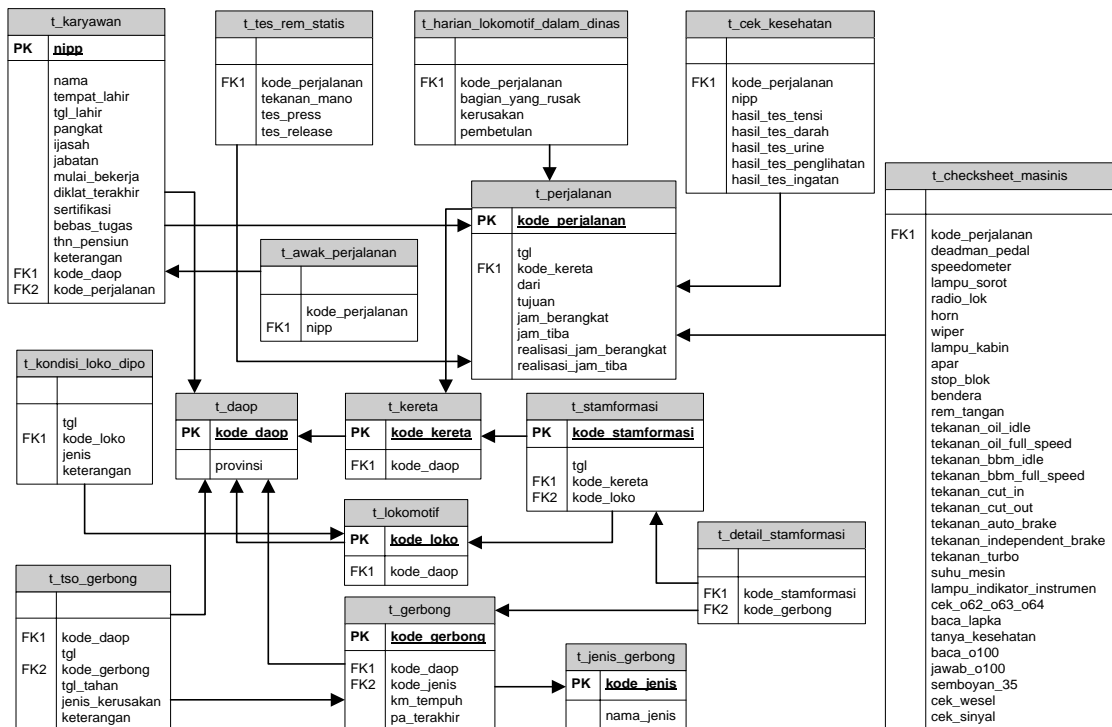 t_karyawan
PK nipp
nama
tempat_lahir
tgl_lahir
pangkat
ijasah
jabatan
mulai_bekerja
diklat_terakhir
sertifikasi
bebas_tugas
thn_pensiun
keterangan
FK1 kode_daop
FK2 kode_perjalanan
t_tes_rem_statis
FK1 kode_perjalanan
tekanan_mano
tes_press
tes_release
t_harian_lokomotif_dalam_dinas
FK1 kode_perjalanan
bagian_yang_rusak
kerusakan
pembetulan
t_cek_kesehatan
FK1 kode_perjalanan
nipp
hasil_tes_tensi
hasil_tes_darah
hasil_tes_urine
hasil_tes_penglihatan
hasil_tes_ingatan
t_perjalanan
PK kode_perjalanan
tgl
FK1 kode_kereta
dari
tujuan
jam_berangkat
jam_tiba
realisasi_jam_berangkat
realisasi_jam_tiba
t_checksheet_masinis
FK1 kode_perjalanan
deadman_pedal
speedometer
lampu_sorot
radio_lok
horn
wiper
lampu_kabin
apar
stop_blok
bendera
rem_tangan
tekanan_oil_idle
tekanan_oil_full_speed
tekanan_bbm_idle
tekanan_bbm_full_speed
tekanan_cut_in
tekanan_cut_out
tekanan_auto_brake
tekanan_independent_brake
tekanan_turbo
suhu_mesin
lampu_indikator_instrumen
cek_o62_o63_o64
baca_lapka
tanya_kesehatan
baca_o100
jawab_o100
semboyan_35
cek_wesel
cek_sinyal
t_awak_perjalanan
kode_perjalanan
FK1 nipp
t_kondisi_loko_dipo
tgl
FK1 kode_loko
jenis
keterangan
t_daop
PK kode_daop
provinsi
t_kereta
PK kode_kereta
FK1 kode_daop
t_stamformasi
PK kode_stamformasi
tgl
FK1 kode_kereta
FK2 kode_loko
t_lokomotif
PK kode_loko
FK1 kode_daop
t_detail_stamformasi
FK1 kode_stamformasi
FK2 kode_gerbong
t_tso_gerbong
FK1 kode_daop
tgl
FK2 kode_gerbong
tgl_tahan
jenis_kerusakan
keterangan
t_gerbong
PK kode_gerbong
FK1 kode_daop
FK2 kode_jenis
km_tempuh
pa_terakhir
t_jenis_gerbong
PK kode_jenis
nama_jenis